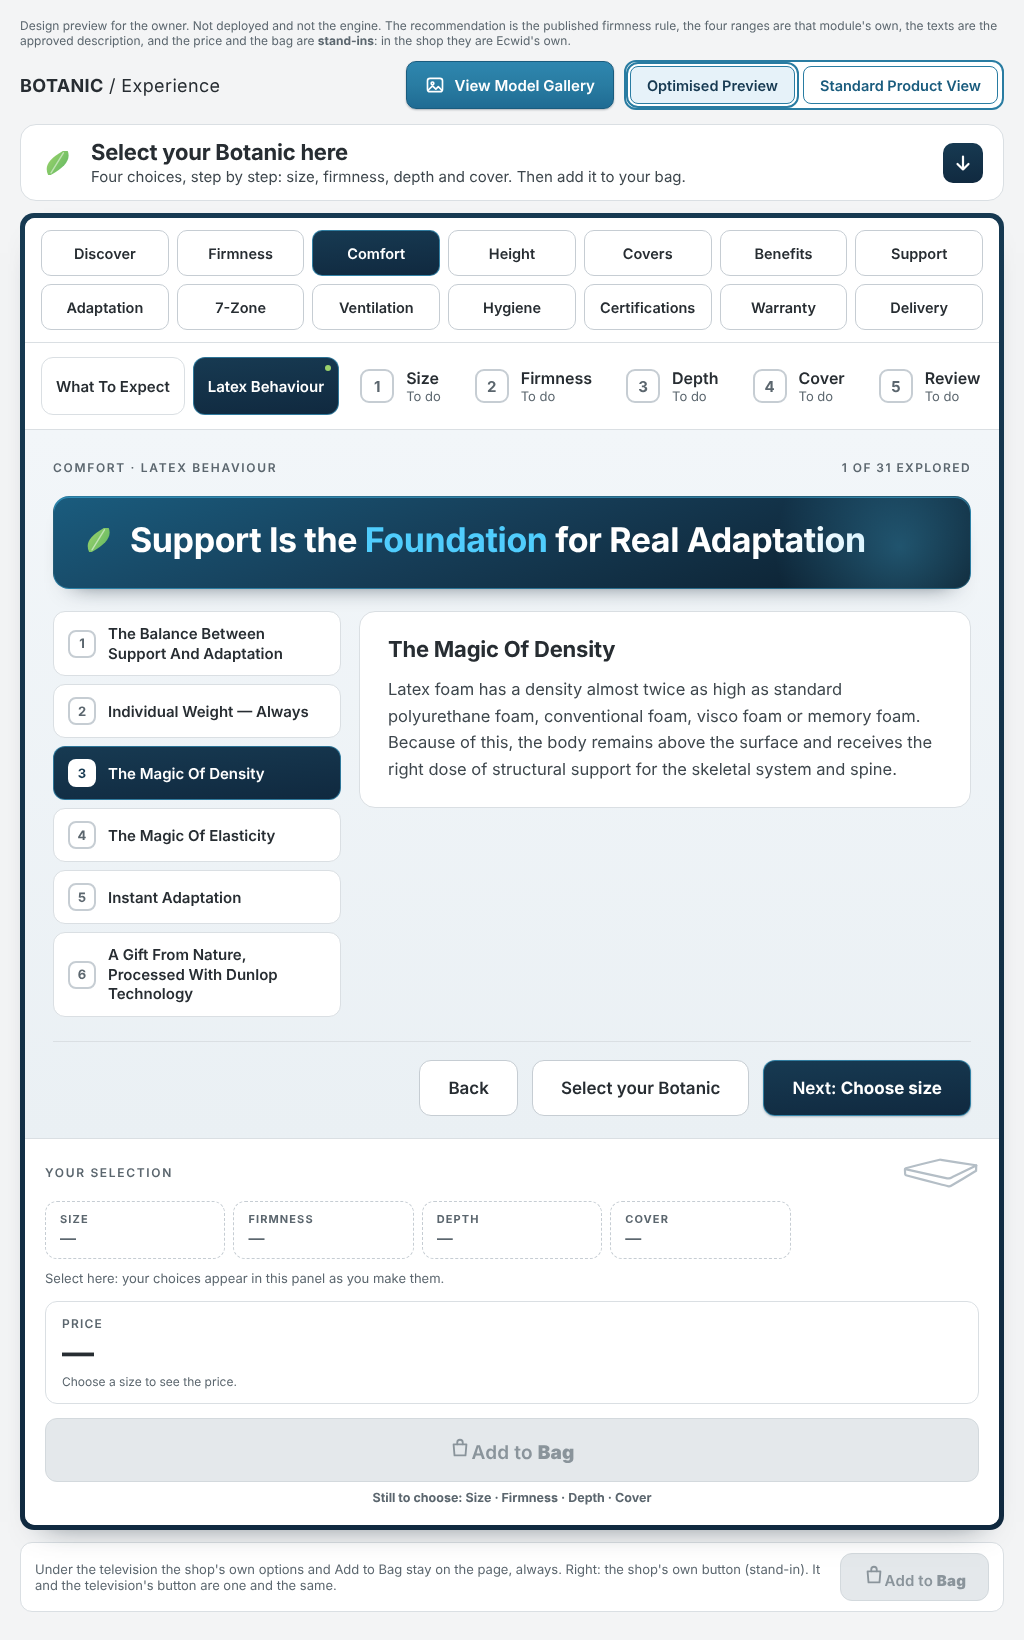 Design preview for the owner. Not deployed and not the engine. The recommendation is the published firmness rule, the four ranges are that module's own, the texts are the
approved description, and the price and the bag are stand-ins: in the shop they are Ecwid's own.
BOTANIC / Experience
View Model Gallery
Optimised Preview
Standard Product View
Select your Botanic here
Four choices, step by step: size, firmness, depth and cover. Then add it to your bag.
Discover
Firmness
Comfort
Height
Covers
Benefits
Support
Adaptation
7-Zone
Ventilation
Hygiene
Certifications
Warranty
Delivery
What To Expect
Latex Behaviour
1
Size
To do
2
Firmness
To do
3
Depth
To do
4
Cover
To do
5
Review
To do
COMFORT · LATEX BEHAVIOUR
1 OF 31 EXPLORED
Support Is the Foundation for Real Adaptation
1
The Balance Between
Support And Adaptation
2
Individual Weight — Always
3
The Magic Of Density
4
The Magic Of Elasticity
5
Instant Adaptation
6
A Gift From Nature,
Processed With Dunlop
Technology
The Magic Of Density
Latex foam has a density almost twice as high as standard
polyurethane foam, conventional foam, visco foam or memory foam.
Because of this, the body remains above the surface and receives the
right dose of structural support for the skeletal system and spine.
Back
Select your Botanic
Next: Choose size
YOUR SELECTION
SIZE
—
FIRMNESS
—
DEPTH
—
COVER
—
Select here: your choices appear in this panel as you make them.
PRICE
—
Choose a size to see the price.
Add to Bag
Still to choose: Size · Firmness · Depth · Cover
Under the television the shop's own options and Add to Bag stay on the page, always. Right: the shop's own button (stand-in). It
and the television's button are one and the same.
Add to Bag